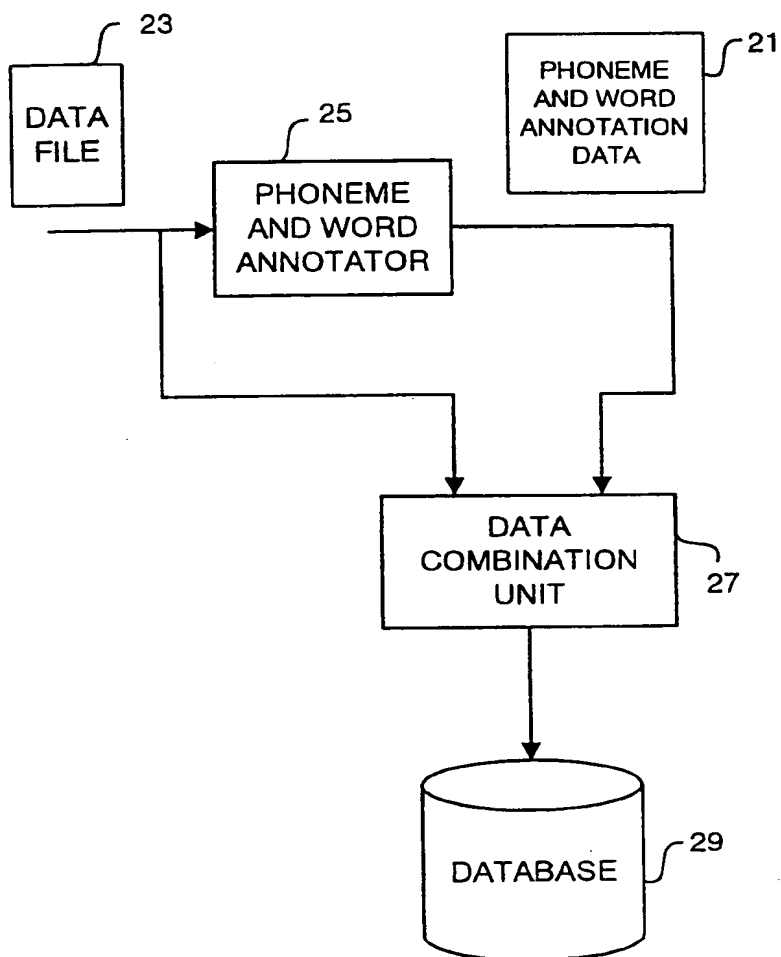 23
DATA
FILE
25
PHONEME
AND WORD
ANNOTATOR
21
PHONEME
AND WORD
ANNOTATION
DATA
DATA
COMBINATION
UNIT
27
DATABASE
29